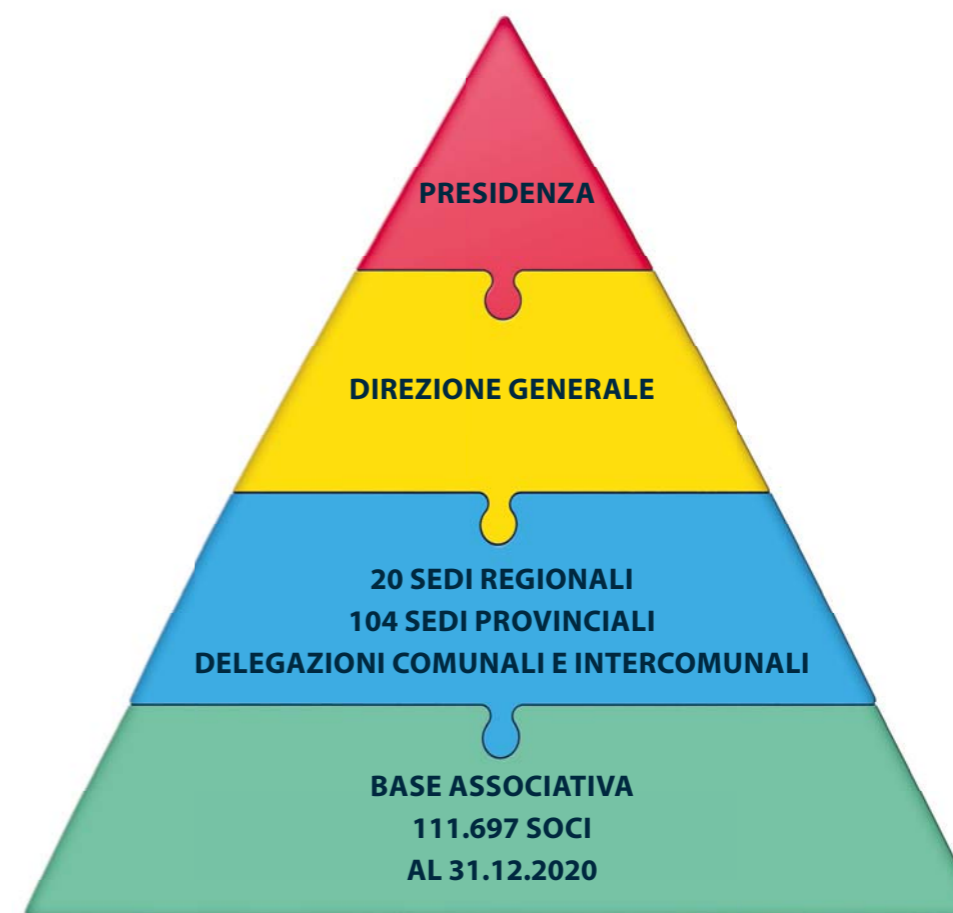 PRESIDENZA
DIREZIONE GENERALE
20 SEDI REGIONALI
104 SEDI PROVINCIALI
DELEGAZIONI COMUNALI E INTERCOMUNALI
BASE ASSOCIATIVA
111.697 SOCI
AL 31.12.2020